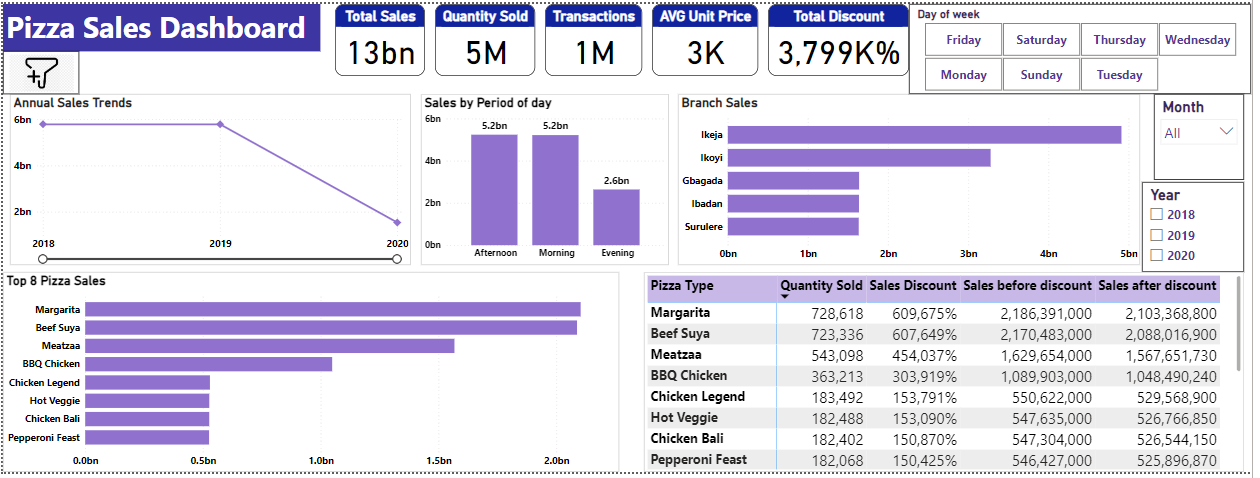 Pizza Sales Dashboard
Total Sales
13bn
Quantity Sold
5M
Transactions
1M
AVG Unit Price
3K
Total Discount
3,799K%
Day of week
Friday Saturday Thursday Wednesday
Monday Sunday Tuesday
Annual Sales Trends
6bn
4bn
2bn
2018 2019 2020
Sales by Period of day
6bn
4bn
2bn
0bn
5.2bn 5.2bn 2.6bn
Afternoon Morning Evening
Branch Sales
Ikeja
Ikoyi
Gbagada
Ibadan
Surulere
0bn 1bn 2bn 3bn 4bn 5bn
Month
All
Year
2018
2019
2020
Top 8 Pizza Sales
Margarita
Beef Suya
Meatzaa
BBQ Chicken
Chicken Legend
Hot Veggie
Chicken Bali
Pepperoni Feast
0.0bn 0.5bn 1.0bn 1.5bn 2.0bn
Pizza Type Quantity Sold Sales Discount Sales before discount Sales after discount
Margarita 728,618 609,675% 2,186,391,000 2,103,368,800
Beef Suya 723,336 607,649% 2,170,483,000 2,088,016,900
Meatzaa 543,098 454,037% 1,629,654,000 1,567,651,730
BBQ Chicken 363,213 303,919% 1,089,903,000 1,048,490,240
Chicken Legend 183,492 153,791% 550,622,000 529,568,900
Hot Veggie 182,488 153,090% 547,635,000 526,766,850
Chicken Bali 182,402 150,870% 547,304,000 526,544,150
Pepperoni Feast 182,068 150,425% 546,427,000 525,896,870